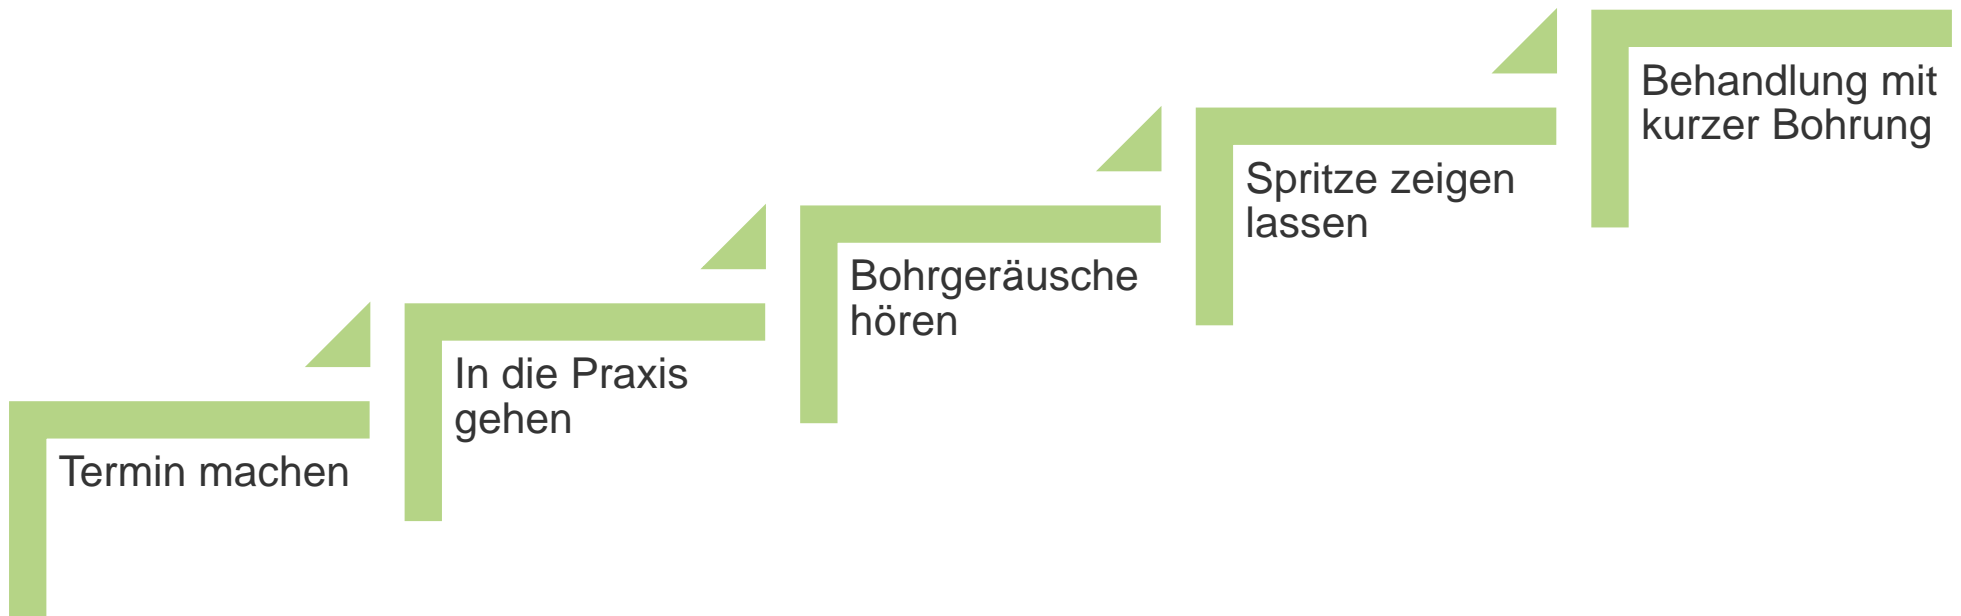 Termin machen
In die Praxis
gehen
Bohrgeräusche
hören
Spritze zeigen
lassen
Behandlung mit
kurzer Bohrung